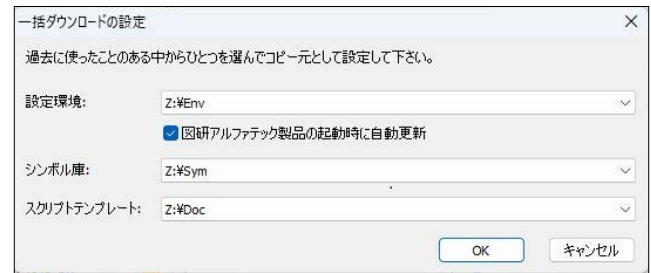 一括ダウンロードの設定
過去に使ったことのある中からひとつを選んでコピー元として設定して下さい。
設定環境: Z:¥Env
図研アルファテック製品の起動時に自動更新
シンボル庫: Z:¥Sym
スクリプトテンプレート: Z:¥Doc
OK キャンセル